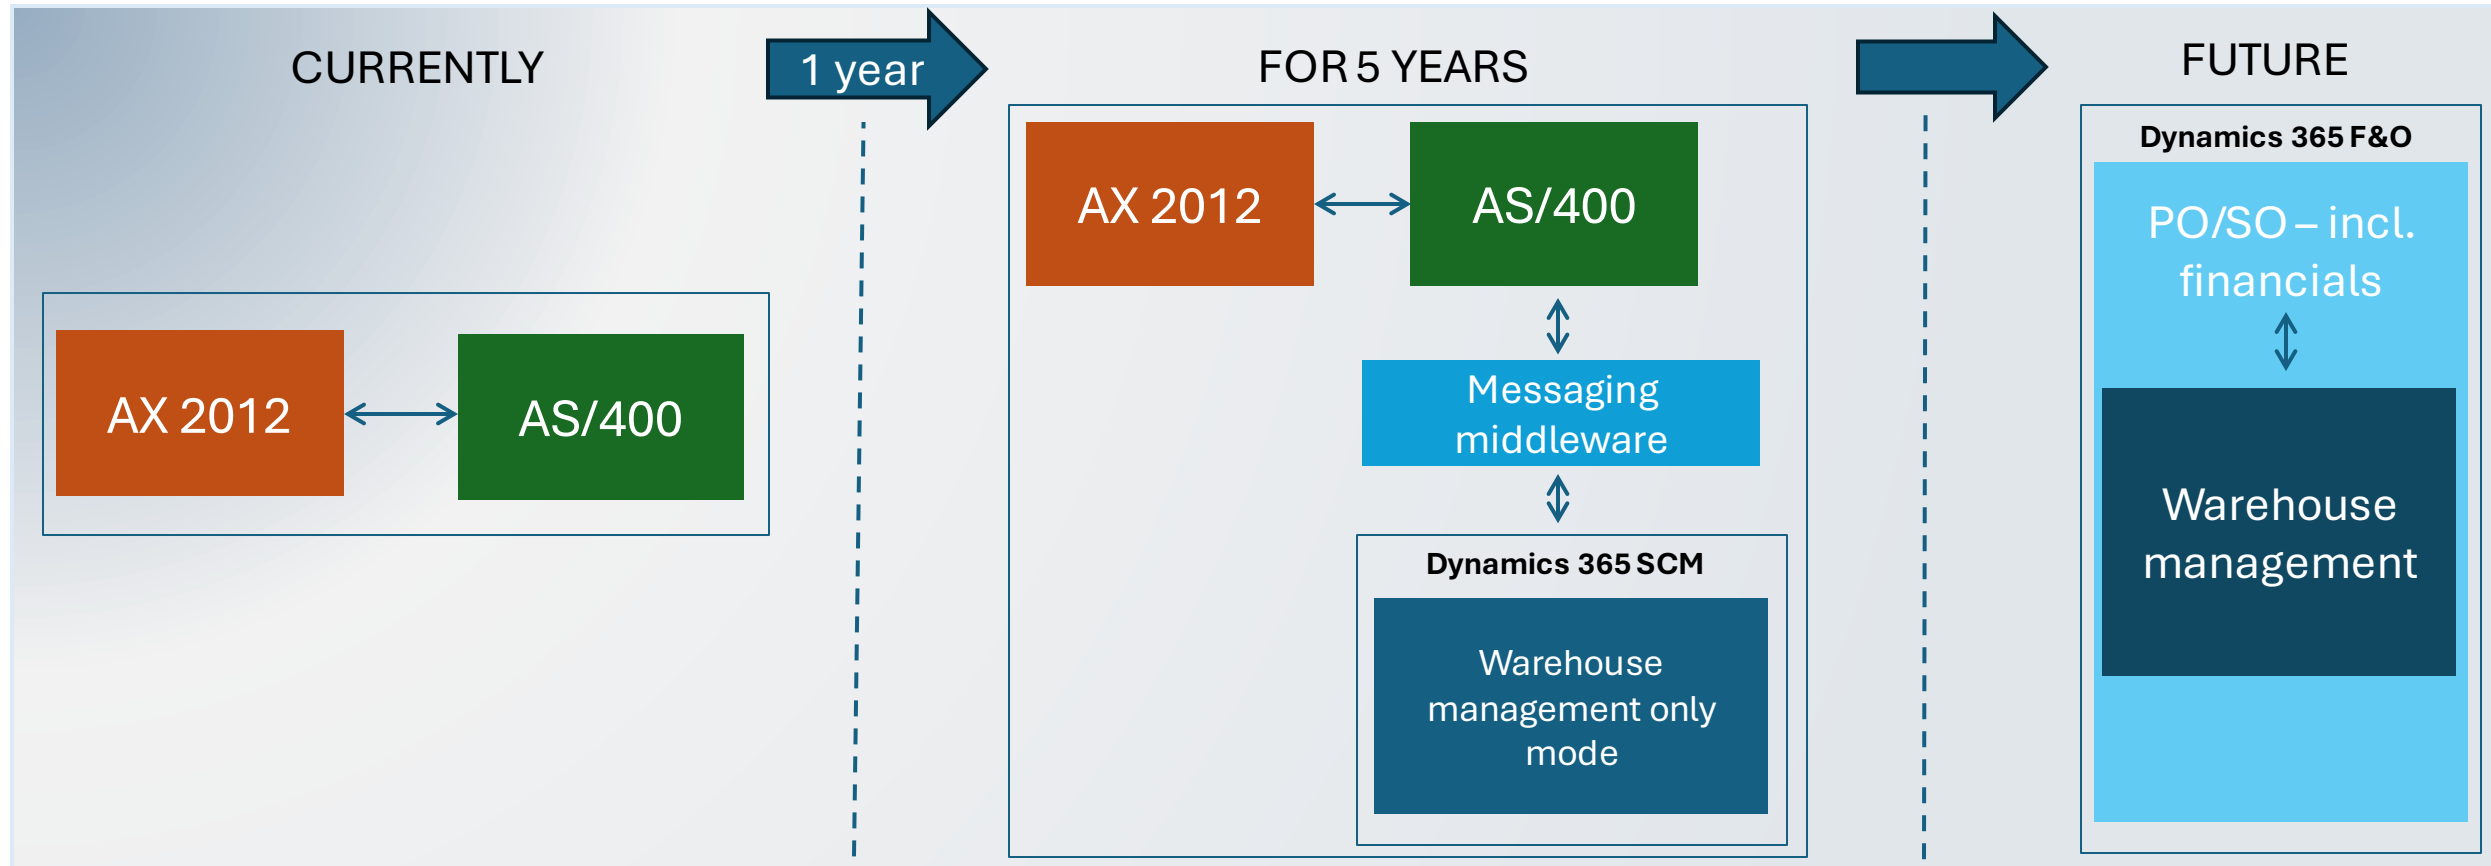 CURRENTLY
1 year
FOR 5 YEARS
FUTURE
AX 2012
AS/400
AX 2012
AS/400
Messaging
middleware
Dynamics 365 SCM
Warehouse
management only
mode
Dynamics 365 F&O
PO/SO – incl.
financials
Warehouse
management